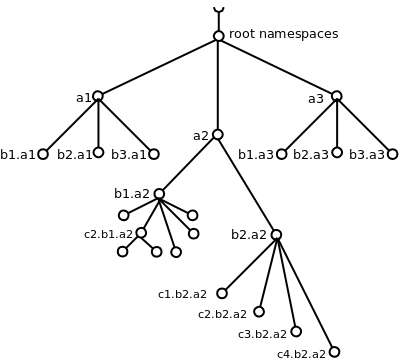 root namespaces
a1
a3
a2
b1.a1
b2.a1
b3.a1
b1.a3
b2.a3
b3.a3
b1.a2
c2.b1.a2
b2.a2
c1.b2.a2
c2.b2.a2
c3.b2.a2
c4.b2.a2